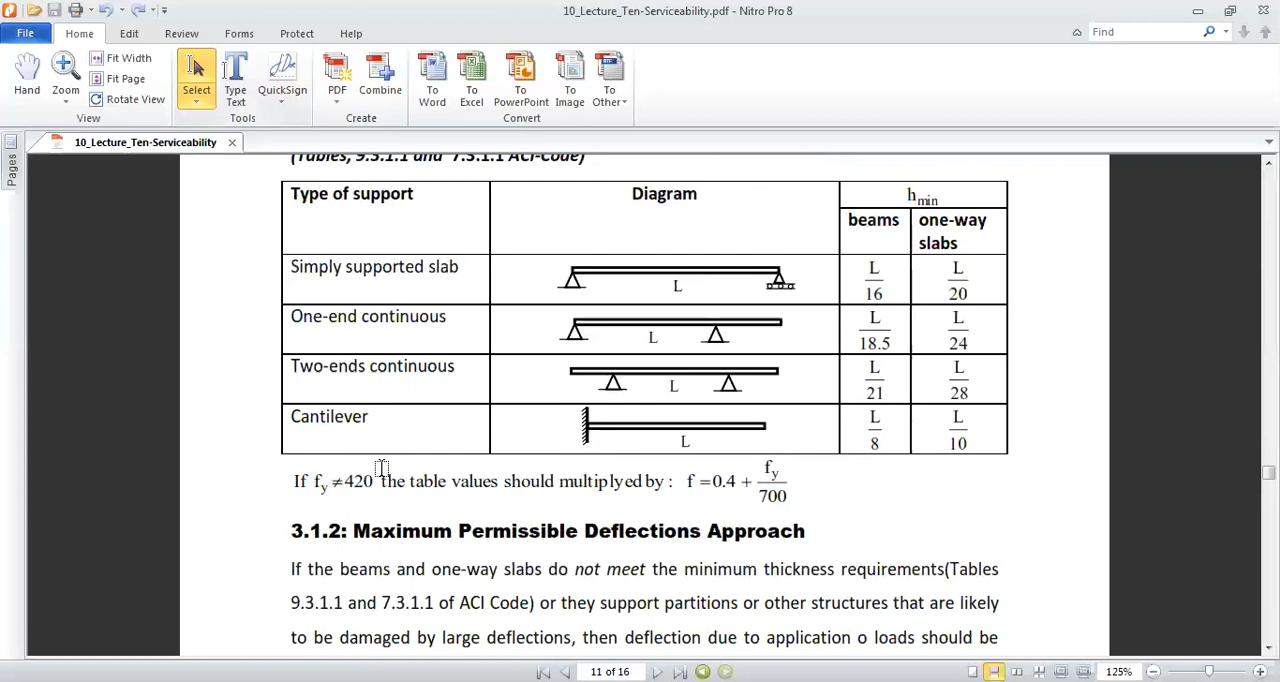 10_Lecture_Ten-Serviceability.pdf - Nitro Pro 8
File Home Edit Review Forms Protect Help Find
Hand Zoom Fit Width Fit Page Rotate View Select Type Text QuickSign PDF Combine To Word To Excel To PowerPoint To Image To Other
View Tools Create Convert
10_Lecture_Ten-Serviceability
Pages
(Tables, 9.3.1.1 and 7.3.1.1 ACI-Code)
Type of support Diagram hmin
beams one-way slabs
Simply supported slab L L/16 L/20
One-end continuous L L/18.5 L/24
Two-ends continuous L L/21 L/28
Cantilever L L/8 L/10
If fy ≠420 the table values should multiplyed by : f =0.4 + fy/700
3.1.2: Maximum Permissible Deflections Approach
If the beams and one-way slabs do not meet the minimum thickness requirements(Tables
9.3.1.1 and 7.3.1.1 of ACI Code) or they support partitions or other structures that are likely
to be damaged by large deflections, then deflection due to application o loads should be
11 of 16 125%